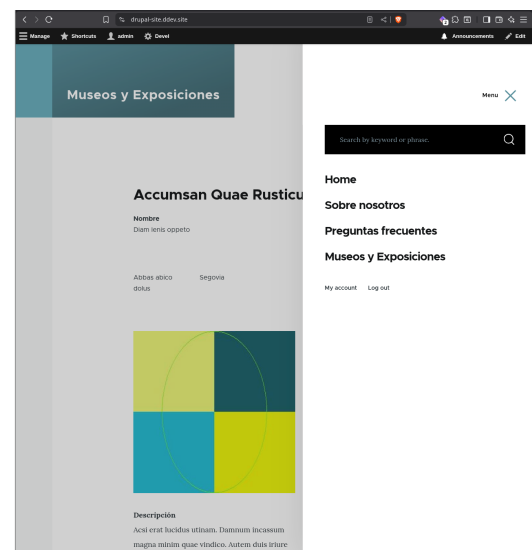 drupal-site.ddev.site
2
Manage Shortcuts admin Devel Announcements Edit
Museos y Exposiciones
Menu
Search by keyword or phrase.
Home
Sobre nosotros
Preguntas frecuentes
Museos y Exposiciones
My account Log out
Accumsan Quae Rusticu
Nombre
Diam lenis oppeto
Abbas abico Segovia
dolus
Descripción
Acsi erat lucidus utinam. Damnum incassum
magna minim quae vindico. Autem duis iriure